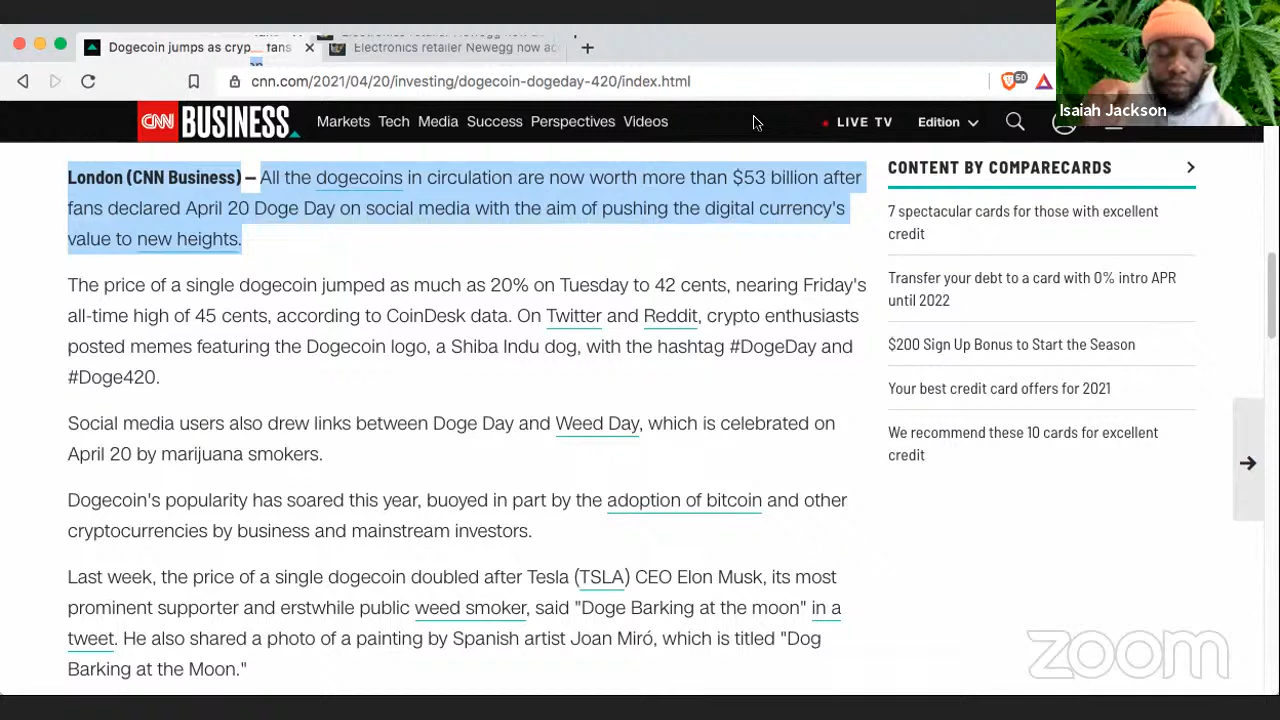 Dogecoin jumps as cryp fans
Electronics retailer Newegg now ac
cnn.com/2021/04/20/investing/dogecoin-dogeday-420/index.html
50
Isaiah Jackson
CNN BUSINESS
Markets Tech Media Success Perspectives Videos
LIVE TV
Edition
London (CNN Business) — All the dogecoins in circulation are now worth more than $53 billion after
fans declared April 20 Doge Day on social media with the aim of pushing the digital currency's
value to new heights.
The price of a single dogecoin jumped as much as 20% on Tuesday to 42 cents, nearing Friday's
all-time high of 45 cents, according to CoinDesk data. On Twitter and Reddit, crypto enthusiasts
posted memes featuring the Dogecoin logo, a Shiba Indu dog, with the hashtag #DogeDay and
#Doge420.
Social media users also drew links between Doge Day and Weed Day, which is celebrated on
April 20 by marijuana smokers.
Dogecoin's popularity has soared this year, buoyed in part by the adoption of bitcoin and other
cryptocurrencies by business and mainstream investors.
Last week, the price of a single dogecoin doubled after Tesla (TSLA) CEO Elon Musk, its most
prominent supporter and erstwhile public weed smoker, said "Doge Barking at the moon" in a
tweet. He also shared a photo of a painting by Spanish artist Joan Miró, which is titled "Dog
Barking at the Moon."
CONTENT BY COMPARECARDS
7 spectacular cards for those with excellent
credit
Transfer your debt to a card with 0% intro APR
until 2022
$200 Sign Up Bonus to Start the Season
Your best credit card offers for 2021
We recommend these 10 cards for excellent
credit
zoom